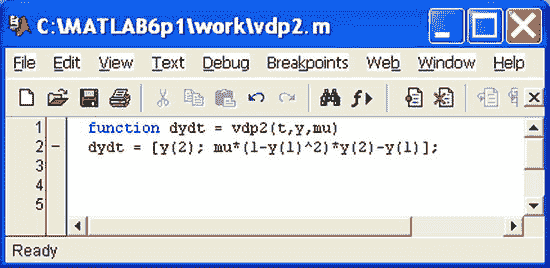 C:\MATLAB6p1\work\vdp2.m
File Edit View Text Debug Breakpoints Web Window Help
1 function dydt = vdp2(t,y,mu)
2 – dydt = [y(2); mu*(1-y(1)^2)*y(2)-y(1)];
3
4
5
Ready